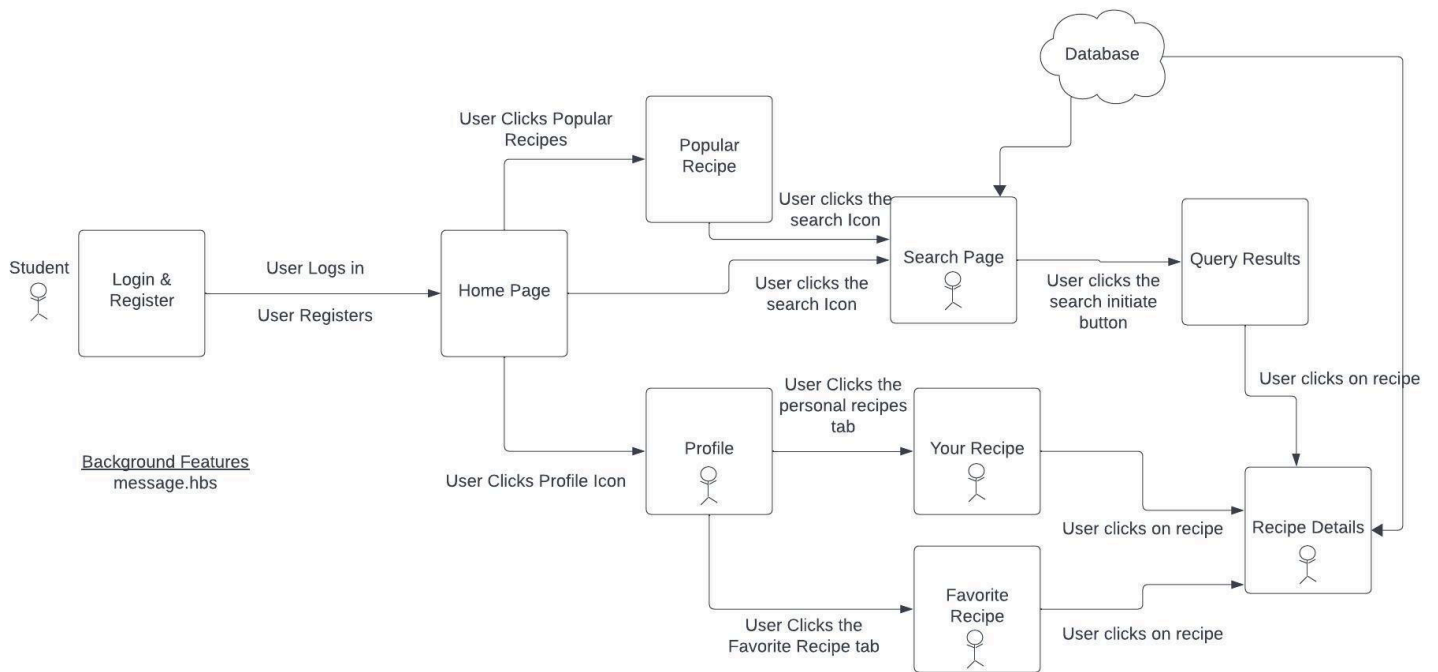 Database
User Clicks Popular
Recipes
Popular
Recipe
User clicks the
search Icon
Student
Login &
Register
User Logs in
User Registers
Home Page
User clicks the
search Icon
Search Page
User clicks the
search initiate
button
Query Results
User clicks on recipe
User Clicks the
personal recipes
tab
Background Features
message.hbs
User Clicks Profile Icon
Profile
Your Recipe
User clicks on recipe
Recipe Details
User Clicks the
Favorite Recipe tab
Favorite
Recipe
User clicks on recipe